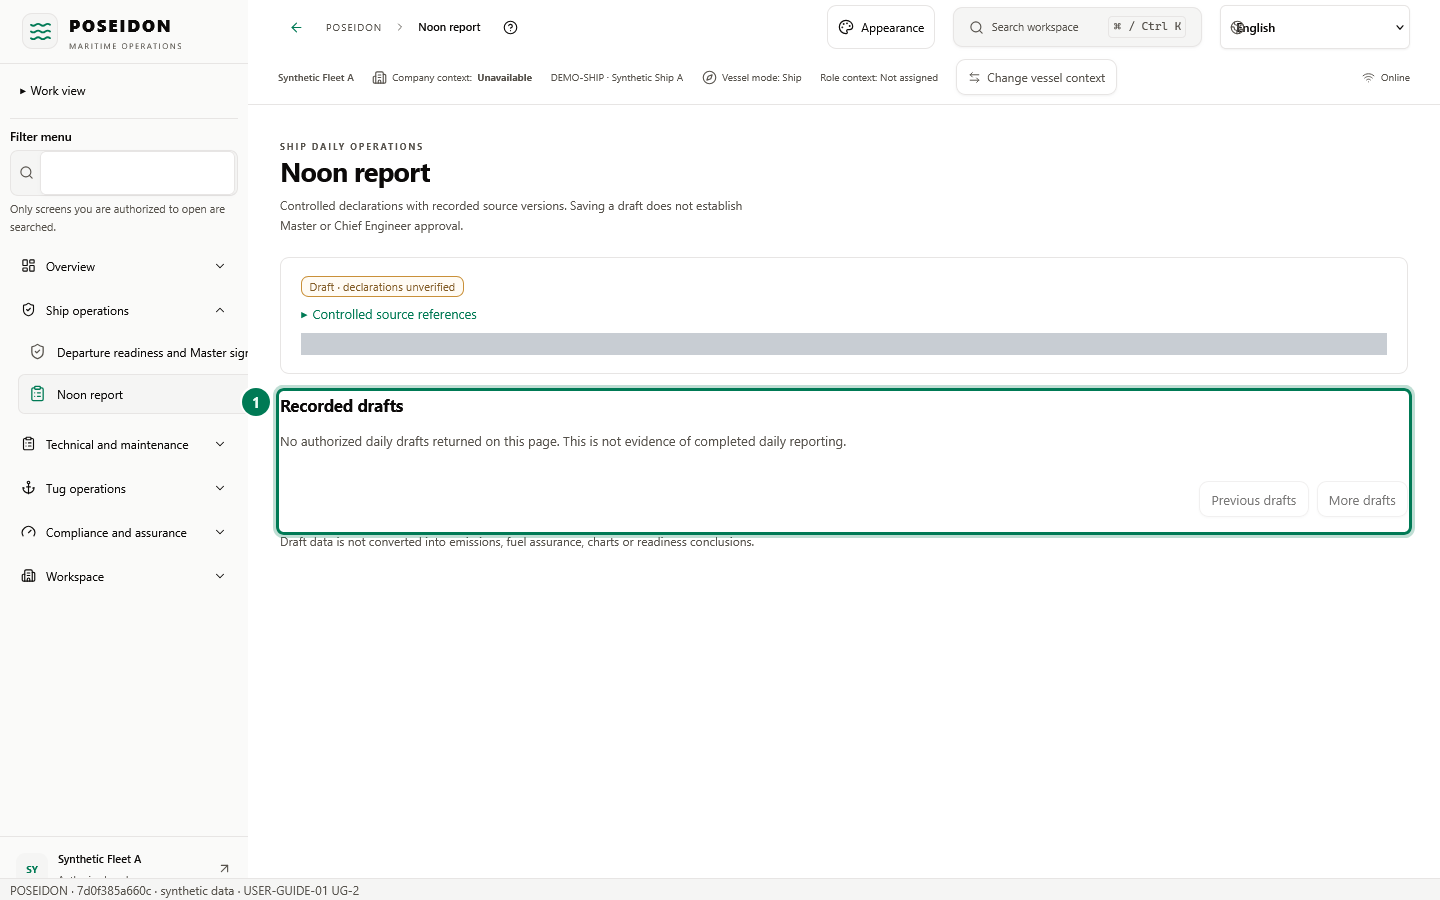 POSEIDON
MARITIME OPERATIONS
Work view
Filter menu
Only screens you are authorized to open are
searched.
Overview
Ship operations
Departure readiness and Master sign
Noon report
Technical and maintenance
Tug operations
Compliance and assurance
Workspace
SY
Synthetic Fleet A
POSEIDON
Noon report
Appearance
Search workspace
⌘ / Ctrl K
English
Synthetic Fleet A
Company context: Unavailable
DEMO-SHIP · Synthetic Ship A
Vessel mode: Ship
Role context: Not assigned
Change vessel context
Online
SHIP DAILY OPERATIONS
Noon report
Controlled declarations with recorded source versions. Saving a draft does not establish
Master or Chief Engineer approval.
Draft · declarations unverified
Controlled source references
1
Recorded drafts
No authorized daily drafts returned on this page. This is not evidence of completed daily reporting.
Previous drafts
More drafts
Draft data is not converted into emissions, fuel assurance, charts or readiness conclusions.
POSEIDON · 7d0f385a660c · synthetic data · USER-GUIDE-01 UG-2